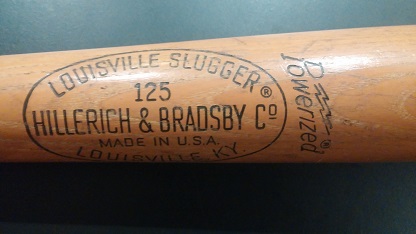 LOUISVILLE SLUGGER®
125
HILLERICH & BRADSBY Cº
MADE IN U.S.A.
LOUISVILLE KY.
Powerized